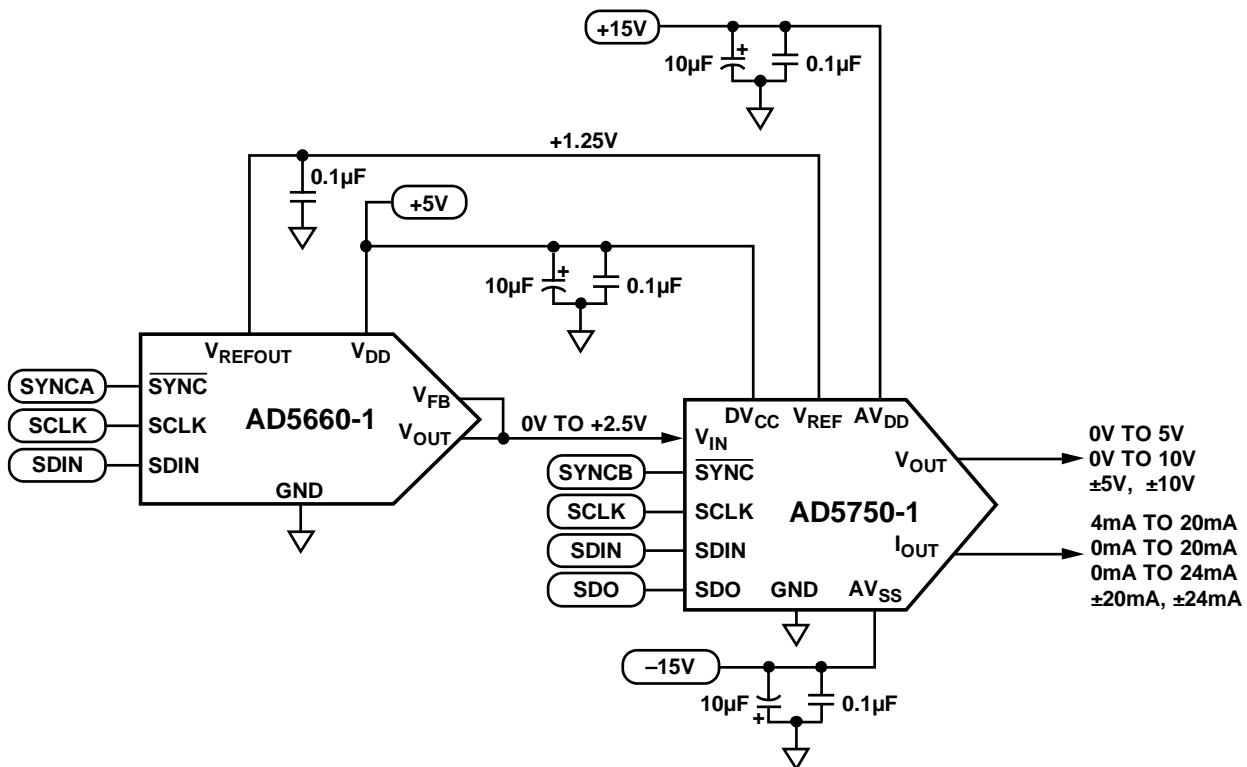 +15V
10µF
+
0.1µF
+1.25V
0.1µF
+5V
10µF
+
0.1µF
VREFOUT
VDD
SYNCA
SYNC
VFB
SCLK
SCLK
AD5660-1
VOUT
0V TO +2.5V
SDIN
SDIN
GND
DVCC
VREF
AVDD
VIN
SYNCB
SYNC
VOUT
0V TO 5V
0V TO 10V
±5V, ±10V
SCLK
SCLK
AD5750-1
SDIN
SDIN
IOUT
4mA TO 20mA
0mA TO 20mA
0mA TO 24mA
±20mA, ±24mA
SDO
SDO
GND
AVSS
–15V
10µF
+
0.1µF